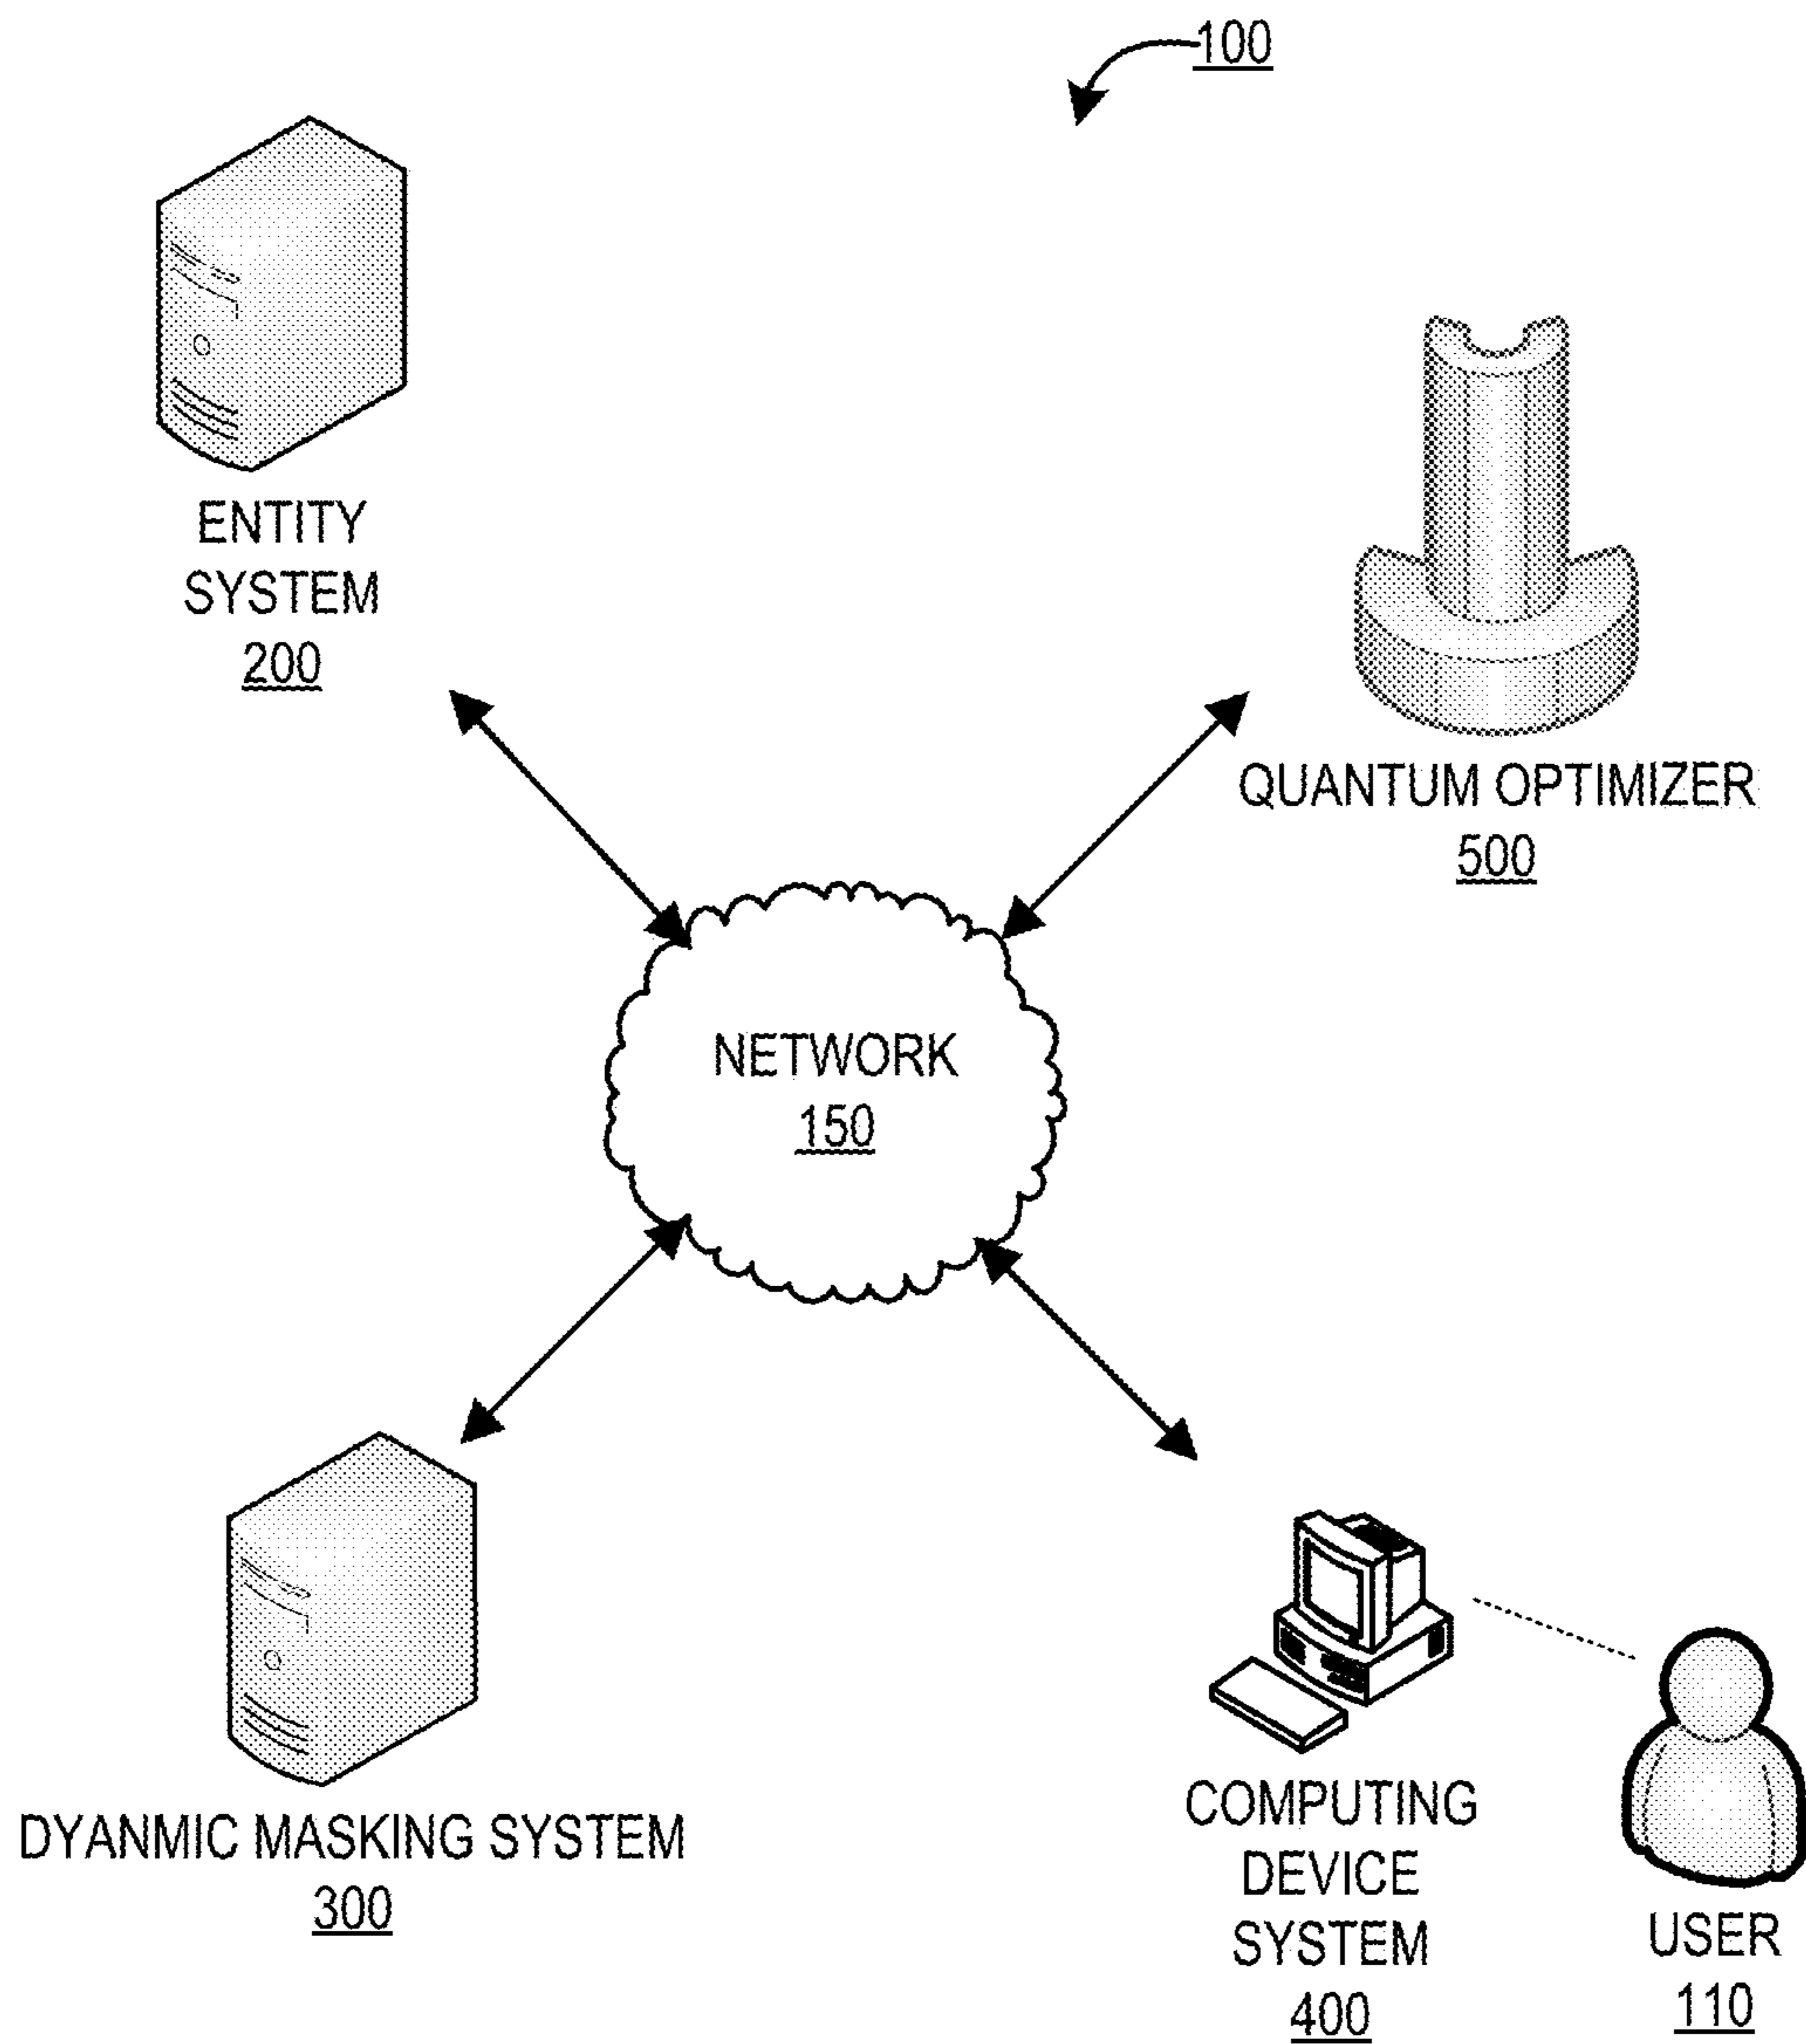 100
ENTITY
SYSTEM
200
QUANTUM OPTIMIZER
500
NETWORK
150
DYANMIC MASKING SYSTEM
300
COMPUTING
DEVICE
SYSTEM
400
USER
110